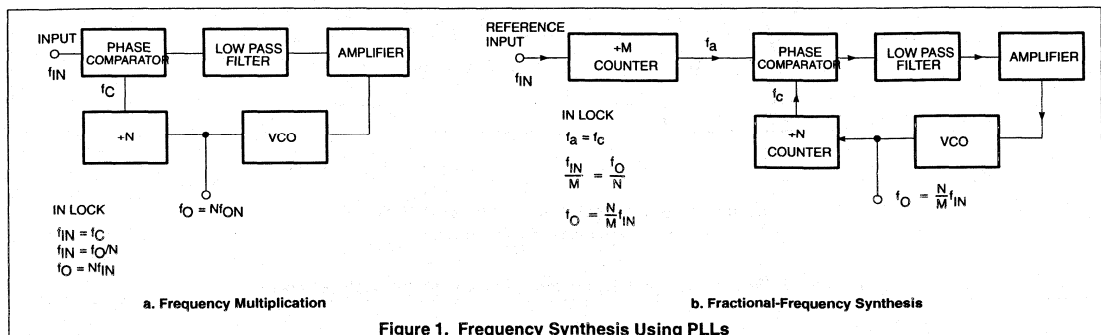 INPUT
fIN
PHASE
COMPARATOR
LOW PASS
FILTER
AMPLIFIER
fC
+N
VCO
fO = NfON
IN LOCK
fIN = fC
fIN = fO/N
fO = NfIN
a. Frequency Multiplication
REFERENCE
INPUT
fIN
+M
COUNTER
fa
PHASE
COMPARATOR
LOW PASS
FILTER
AMPLIFIER
fc
+N
COUNTER
VCO
fO = N/M fIN
IN LOCK
fa = fc
fIN/M = fO/N
fO = N/M fIN
b. Fractional-Frequency Synthesis
Figure 1. Frequency Synthesis Using PLLs